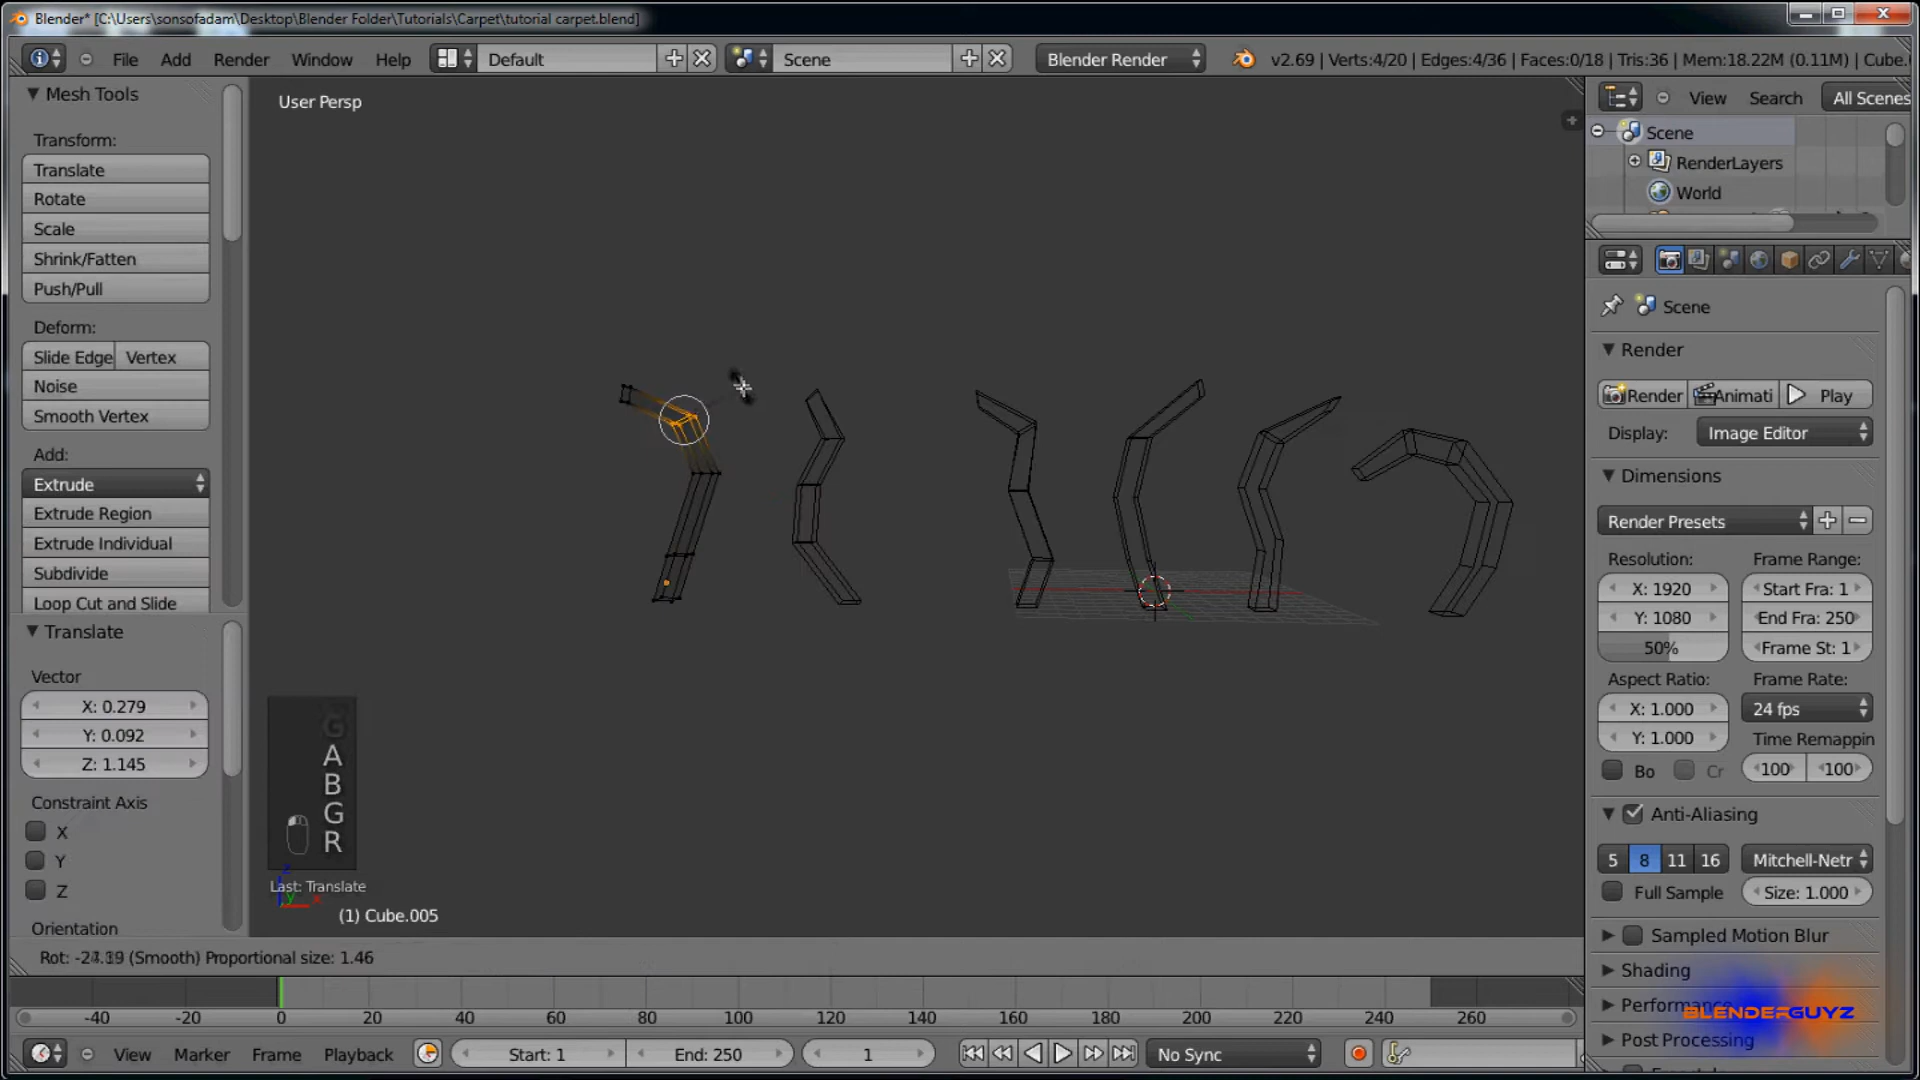 Blender* [C:\Users\sonsofadam\Desktop\Blender Folder\Tutorials\Carpet\tutorial carpet.blend]
File Add Render Window Help Default Scene Blender Render v2.69 | Verts:4/20 | Edges:4/36 | Faces:0/18 | Tris:36 | Mem:18.22M (0.11M) | Cube.
Mesh Tools
Transform:
Translate
Rotate
Scale
Shrink/Fatten
Push/Pull
Deform:
Slide Edge Vertex
Noise
Smooth Vertex
Add:
Extrude
Extrude Region
Extrude Individual
Subdivide
Loop Cut and Slide
Translate
Vector
X: 0.279
Y: 0.092
Z: 1.145
Constraint Axis
X
Y
Z
Orientation
User Persp
G
A
B
G
R
Last: Translate
z
y
x
(1) Cube.005
(Smooth) Proportional size: 1.46
View Search All Scenes
Scene
RenderLayers
World
Scene
Render
Render Animati Play
Display: Image Editor
Dimensions
Render Presets
Resolution: Frame Range:
X: 1920 Start Fra: 1
Y: 1080 End Fra: 250
50% Frame St: 1
Aspect Ratio: Frame Rate:
X: 1.000 24 fps
Y: 1.000 Time Remappin
Bo Cr 100 100
Anti-Aliasing
5 8 11 16 Mitchell-Netr
Full Sample Size: 1.000
Sampled Motion Blur
Shading
Performance
BLENDERGUYZ
Post Processing
-40 -20 0 20 40 60 80 100 120 140 160 180 200 220 240 260
View Marker Frame Playback Start: 1 End: 250 1 No Sync